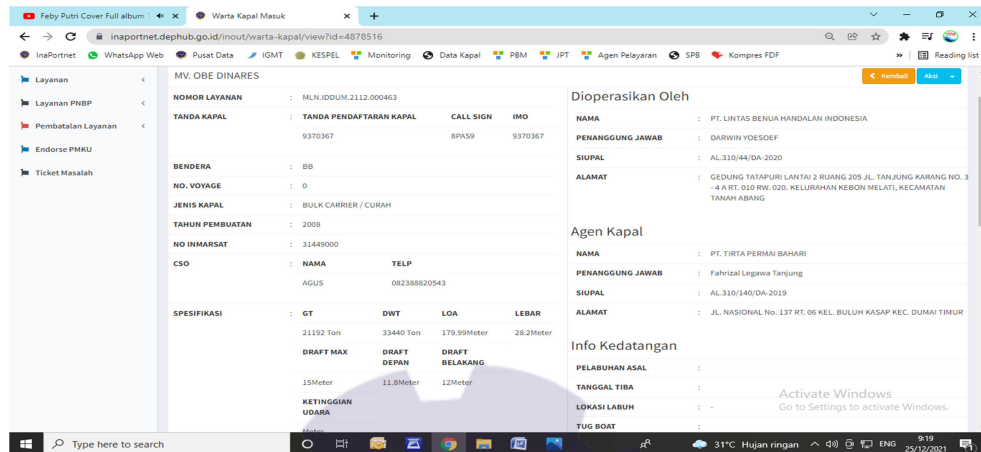 Feby Putri Cover Full album
Warta Kapal Masuk
inaportnet.dephub.go.id/inout/warta-kapal/view?id=4878516
InaPortnet WhatsApp Web Pusat Data IGMT KESPEL Monitoring Data Kapal PBM JPT Agen Pelayaran SPB Kompres FDF » Reading list
Layanan
Layanan PNBP
Pembatalan Layanan
Endorse PMKU
Ticket Masalah
MV. OBE DINARES
Kembali Aksi
NOMOR LAYANAN : MLN.IDDUM.2112.000463
TANDA KAPAL : TANDA PENDAFTARAN KAPAL CALL SIGN IMO
9370367 8PAS9 9370367
BENDERA : BB
NO. VOYAGE : 0
JENIS KAPAL : BULK CARRIER / CURAH
TAHUN PEMBUATAN : 2008
NO INMARSAT : 31449000
CSO : NAMA TELP
AGUS 082388820543
SPESIFIKASI : GT DWT LOA LEBAR
21192 Ton 33440 Ton 179.99Meter 28.2Meter
DRAFT MAX DRAFT DEPAN DRAFT BELAKANG
15Meter 11.8Meter 12Meter
KETINGGIAN
UDARA
Meter
Dioperasikan Oleh
NAMA : PT. LINTAS BENUA HANDALAN INDONESIA
PENANGGUNG JAWAB : DARWIN YOESOEF
SIUPAL : AL.310/44/DA-2020
ALAMAT : GEDUNG TATAPURI LANTAI 2 RUANG 205 JL. TANJUNG KARANG NO. 3
- 4 A RT. 010 RW. 020. KELURAHAN KEBON MELATI, KECAMATAN
TANAH ABANG
Agen Kapal
NAMA : PT. TIRTA PERMAI BAHARI
PENANGGUNG JAWAB : Fahrizal Legawa Tanjung
SIUPAL : AL.310/140/DA-2019
ALAMAT : JL. NASIONAL No. 137 RT. 06 KEL. BULUH KASAP KEC. DUMAI TIMUR
Info Kedatangan
PELABUHAN ASAL :
TANGGAL TIBA :
LOKASI LABUH : -
TUG BOAT :
Activate Windows
Go to Settings to activate Windows.
Type here to search
31°C Hujan ringan ENG 9:19
25/12/2021